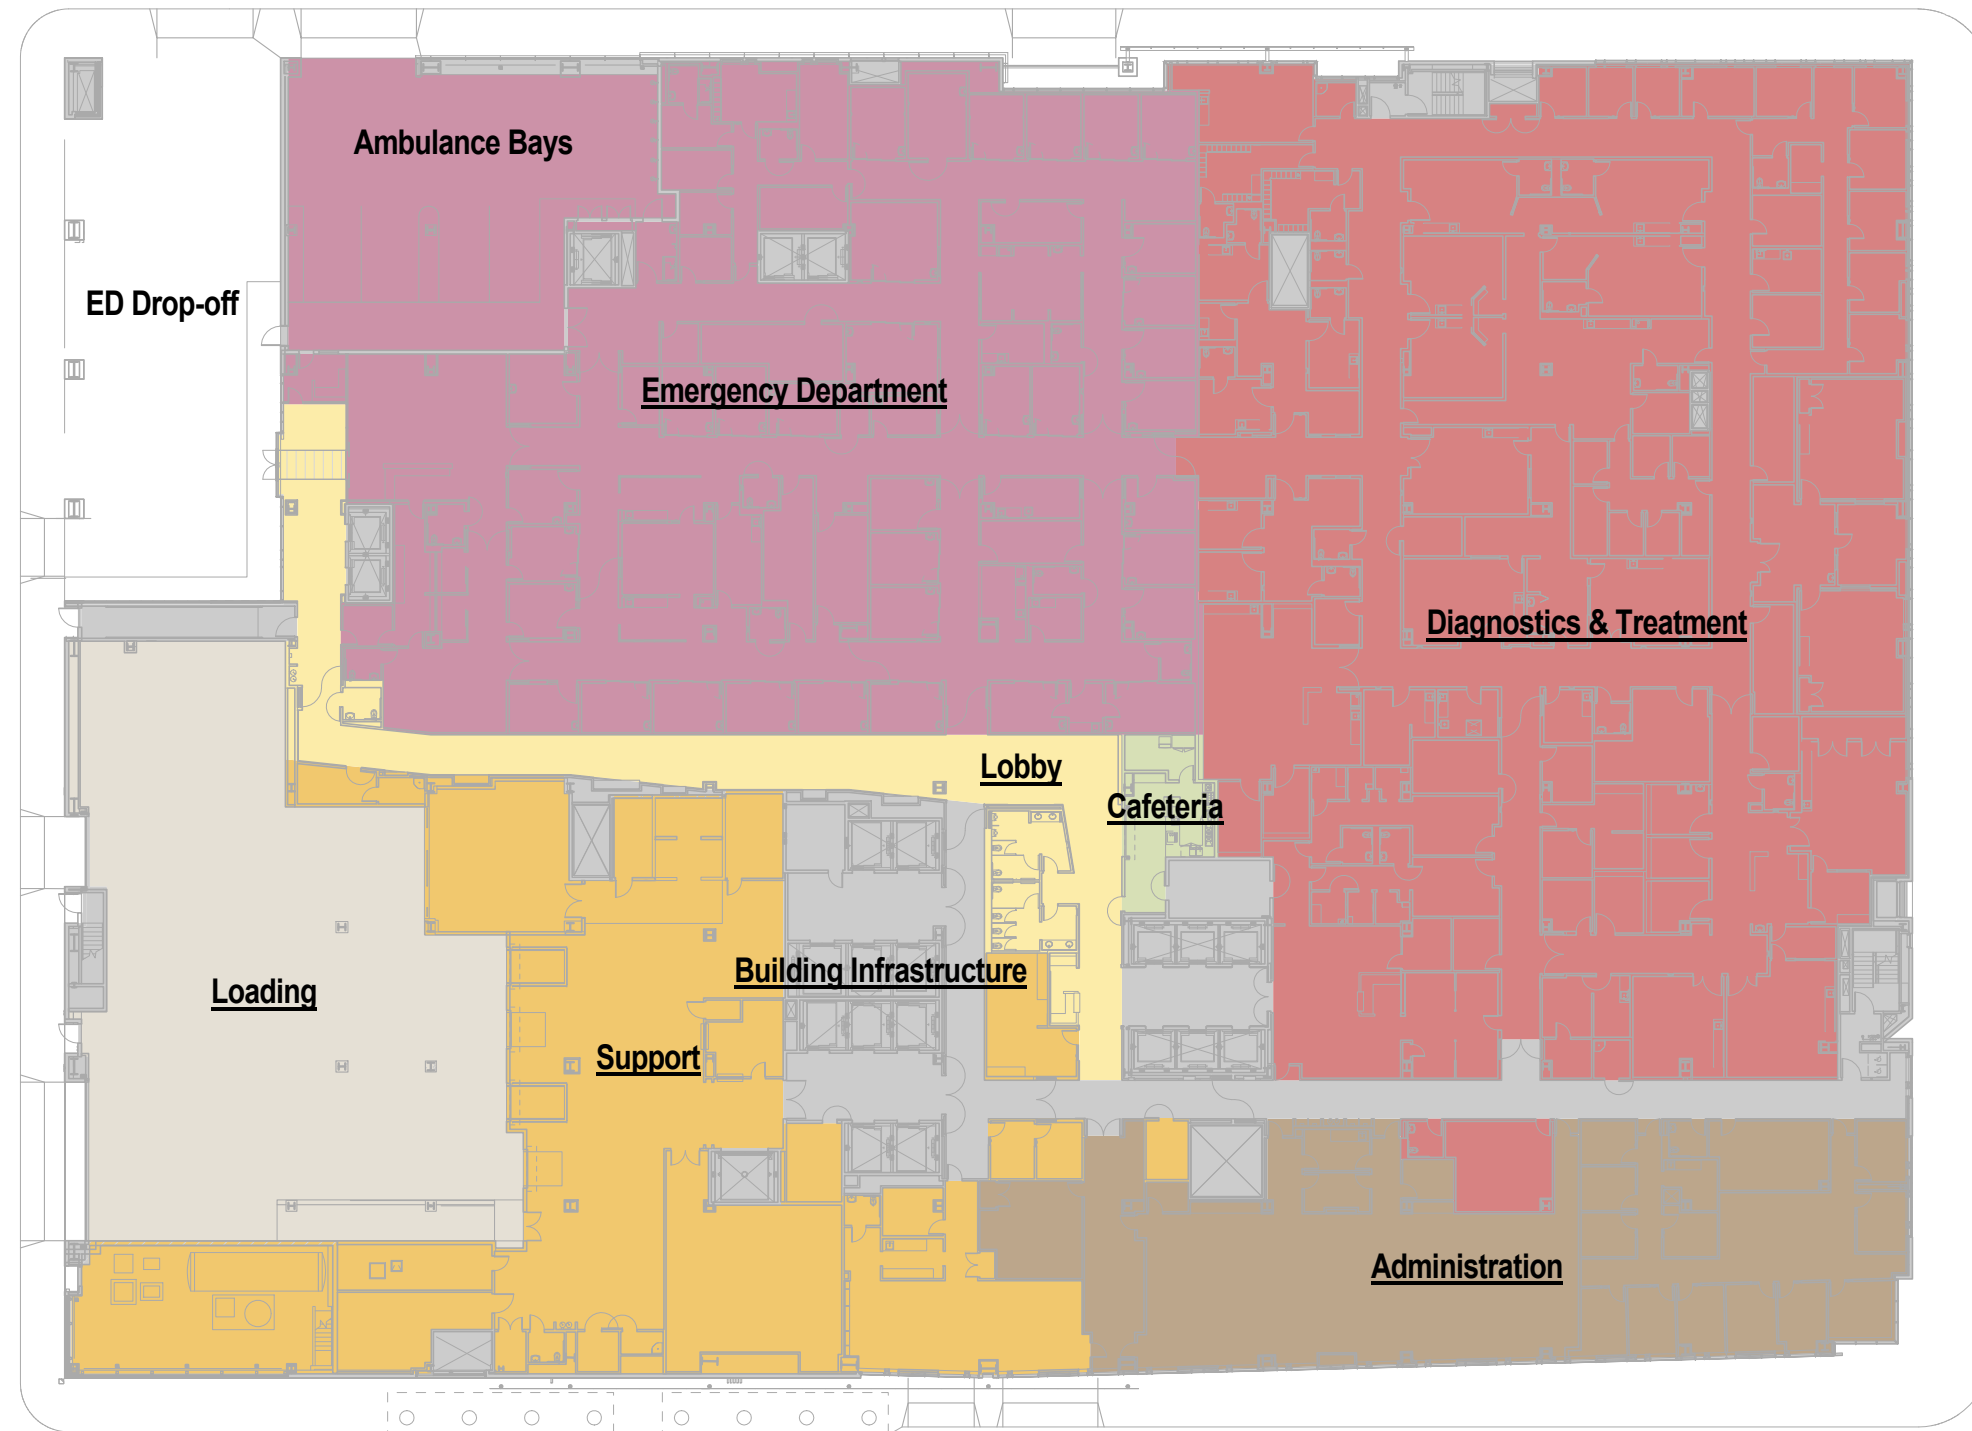 Ambulance Bays
ED Drop-off
Emergency Department
Diagnostics & Treatment
Lobby
Cafeteria
Building Infrastructure
Loading
Support
Administration